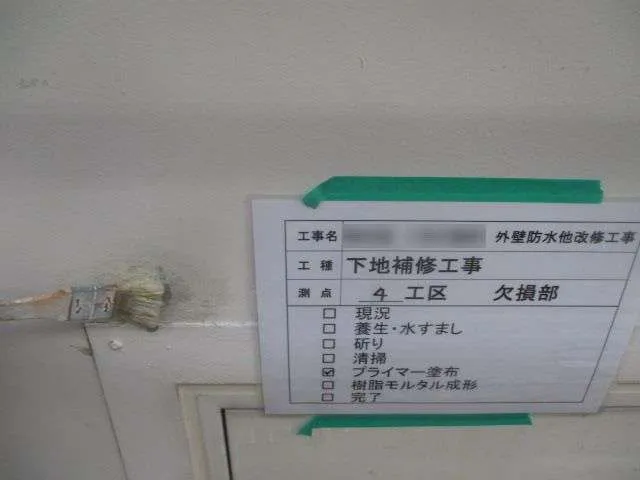 工事名 外壁防水他改修工事
工種 下地補修工事
測点 4 工区 欠損部
□ 現況
□ 養生・水すまし
□ 斫り
□ 清掃
☑ プライマー塗布
□ 樹脂モルタル成形
□ 完了